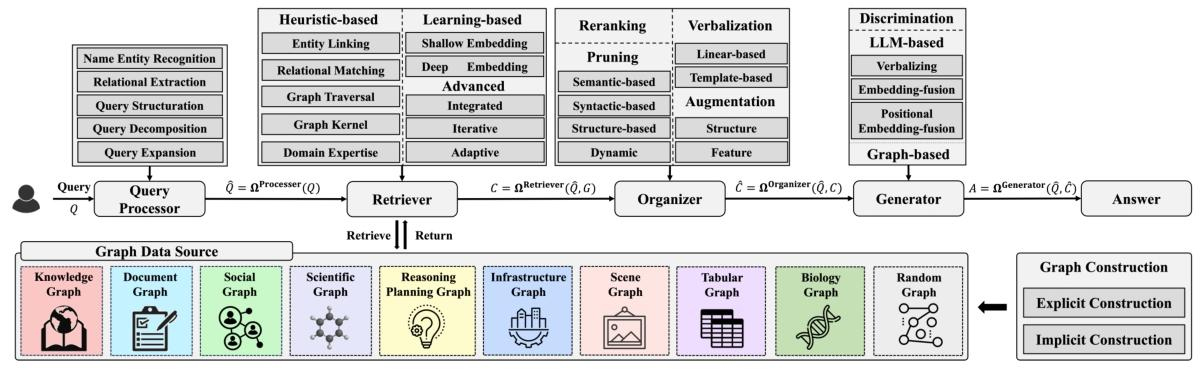 Name Entity Recognition
Relational Extraction
Query Structuration
Query Decomposition
Query Expansion
Heuristic-based
Entity Linking
Relational Matching
Graph Traversal
Graph Kernel
Domain Expertise
Learning-based
Shallow Embedding
Deep Embedding
Advanced
Integrated
Iterative
Adaptive
Reranking
Pruning
Semantic-based
Syntactic-based
Structure-based
Dynamic
Verbalization
Linear-based
Template-based
Augmentation
Structure
Feature
Discrimination
LLM-based
Verbalizing
Embedding-fusion
Positional
Embedding-fusion
Graph-based
Query
Q
Query
Processor
Q̂ = Ω^Processer(Q)
Retriever
C = Ω^Retriever(Q̂, G)
Organizer
Ĉ = Ω^Organizer(Q̂, C)
Generator
A = Ω^Generator(Q̂, Ĉ)
Answer
Retrieve
Return
Graph Data Source
Knowledge
Graph
Document
Graph
Social
Graph
Scientific
Graph
Reasoning
Planning Graph
Infrastructure
Graph
Scene
Graph
Tabular
Graph
Biology
Graph
Random
Graph
Graph Construction
Explicit Construction
Implicit Construction